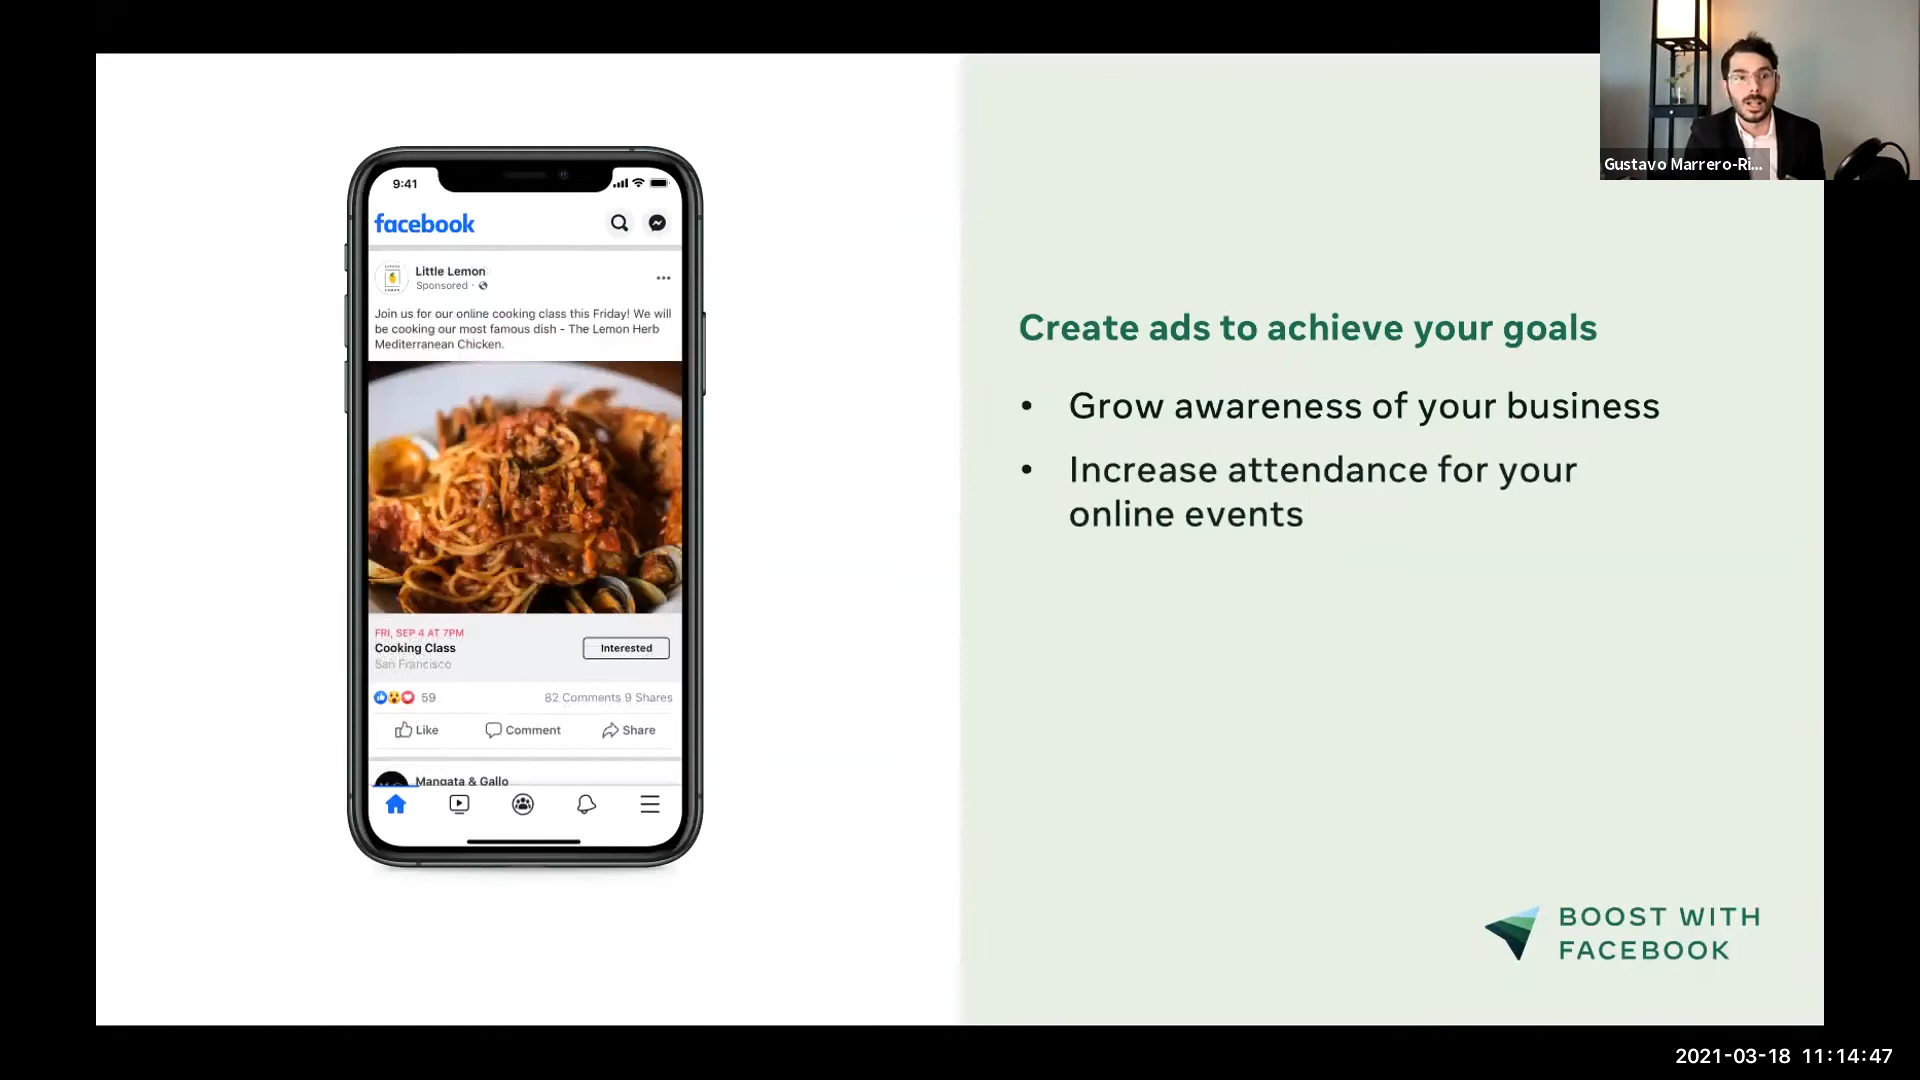 Gustavo Marrero-Ri...
9:41
facebook
Little Lemon
Sponsored ·
Join us for our online cooking class this Friday! We will
be cooking our most famous dish - The Lemon Herb
Mediterranean Chicken.
FRI, SEP 4 AT 7PM
Cooking Class
San Francisco
Interested
59
82 Comments 9 Shares
Like
Comment
Share
Mangata & Gallo
Create ads to achieve your goals
• Grow awareness of your business
• Increase attendance for your
online events
BOOST WITH
FACEBOOK
2021-03-18 11:14:47